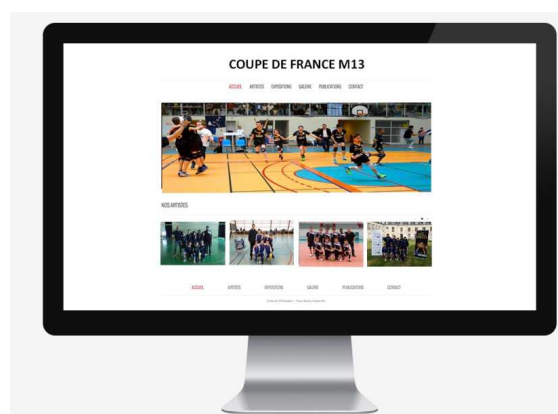 COUPE DE FRANCE M13
ACCUEIL ARTISTES EXPOSITIONS GALERIE PUBLICATIONS CONTACT
NOS ARTISTES
ACCUEIL ARTISTES EXPOSITIONS GALERIE PUBLICATIONS CONTACT